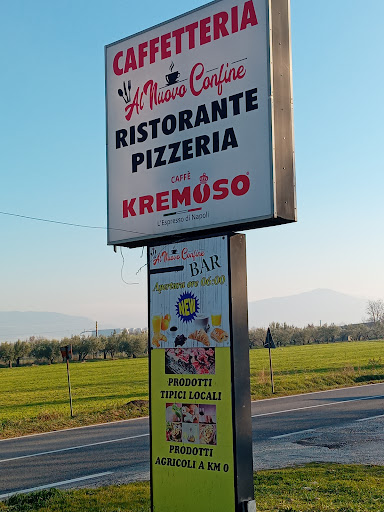 CAFFETTERIA
Al Nuovo Confine
RISTORANTE
PIZZERIA
CAFFÈ
KREMOSO
L'Espresso di Napoli
Al Nuovo Confine
BAR
Apertura ore 04:00
NEW
PRODOTTI
TIPICI LOCALI
PRODOTTI
AGRICOLI A KM 0